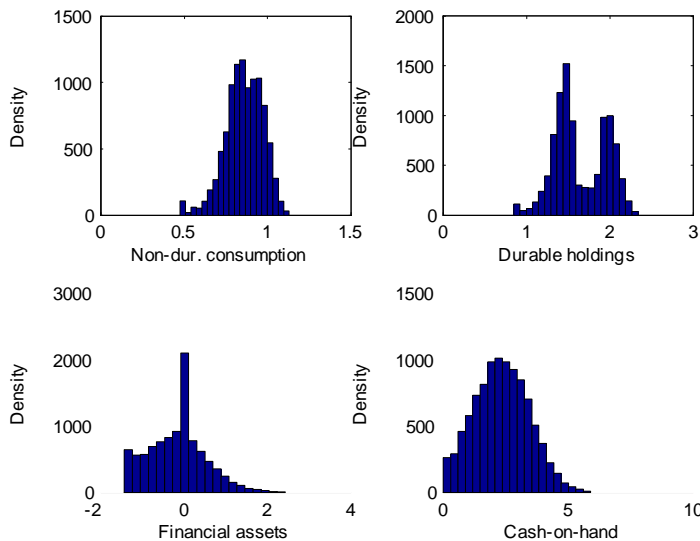 1500
1000
500
0
Density
0 0.5 1 1.5
Non-dur. consumption
2000
1500
1000
500
0
Density
0 1 2 3
Durable holdings
3000
2000
1000
0
Density
-2 0 2 4
Financial assets
1500
1000
500
0
Density
0 5 10
Cash-on-hand